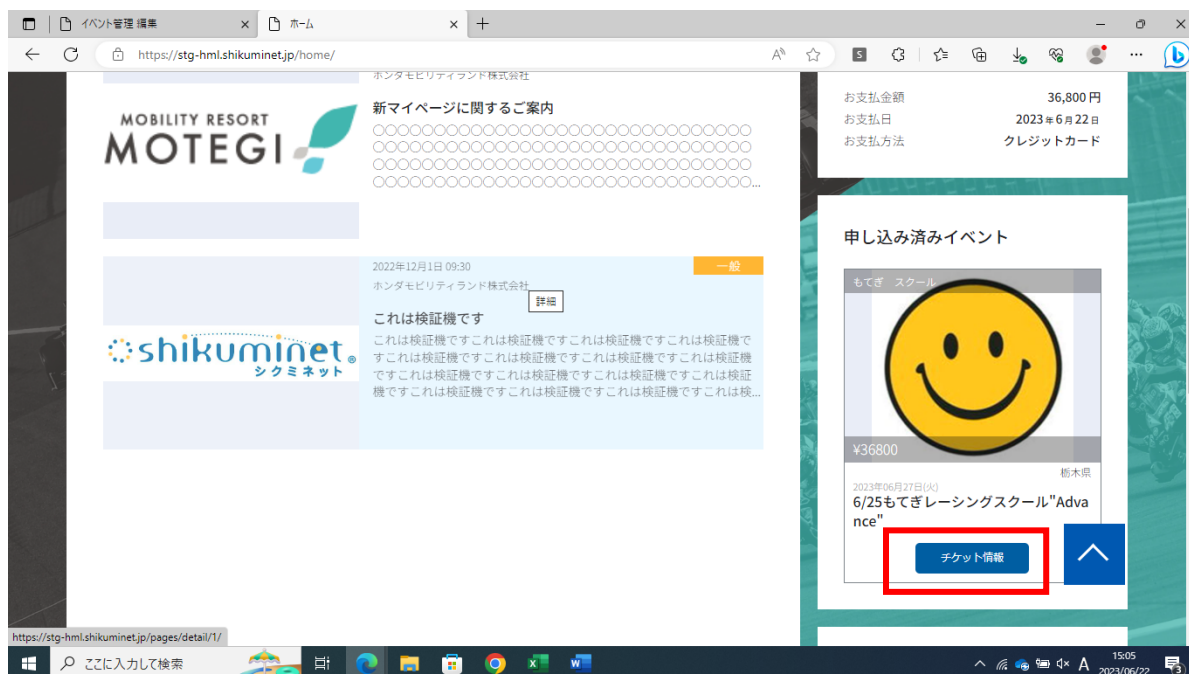 イベント管理 編集
ホーム
https://stg-hml.shikuminet.jp/home/
ホンダモビリティランド株式会社
新マイページに関するご案内
○○○○○○○○○○○○○○○○○○○○○○○○○○○○○○○
○○○○○○○○○○○○○○○○○○○○○○○○○○○○○○○
○○○○○○○○○○○○○○○○○○○○○○○○○○○○○○○
○○○○○○○○○○○○○○○○○○○○○○○○○○○○○○○...
MOBILITY RESORT
MOTEGI
2022年12月1日 09:30
一般
ホンダモビリティランド株式会社
詳細
これは検証機です
これは検証機ですこれは検証機ですこれは検証機ですこれは検証機で
すこれは検証機ですこれは検証機ですこれは検証機ですこれは検証機
ですこれは検証機ですこれは検証機ですこれは検証機ですこれは検証
機ですこれは検証機ですこれは検証機ですこれは検証機ですこれは検...
shikuminet®
シクミネット
お支払金額 36,800 円
お支払日 2023 年 6 月 22 日
お支払方法 クレジットカード
申し込み済みイベント
もてぎ スクール
¥36800
栃木県
2023年06月27日(火)
6/25もてぎレーシングスクール"Adva
nce"
チケット情報
https://stg-hml.shikuminet.jp/pages/detail/1/
ここに入力して検索
A
15:05
2023/06/22
3